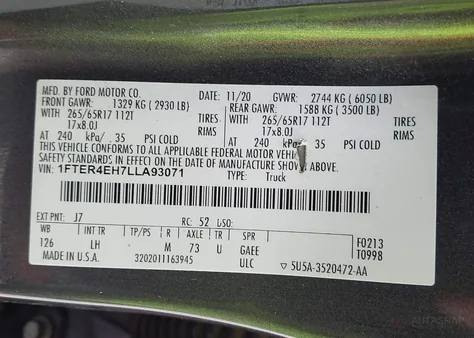 MFD. BY FORD MOTOR CO. DATE: 11/20 GVWR: 2744 KG (6050 LB)
FRONT GAWR: 1329 KG (2930 LB) REAR GAWR: 1588 KG (3500 LB)
WITH 265/65R17 112T TIRES WITH 265/65R17 112T TIRES
17x8.0J RIMS 17x8.0J RIMS
AT 240 kPa/ 35 PSI COLD AT 240 kPa/ 35 PSI COLD
THIS VEHICLE CONFORMS TO ALL APPLICABLE FEDERAL MOTOR VEHICLE
SAFETY STANDARDS IN EFFECT ON THE DATE OF MANUFACTURE SHOWN ABOVE.
VIN: 1FTER4EH7LLA93071 TYPE: Truck
EXT PNT: J7 RC: 52 DSO:
WB INT TR TP/PS R AXLE TR SPR F0213
126 LH M 73 U GAEE T0998
MADE IN U.S.A. 3202011163945 ULC ▽ 5U5A-3520472-AA
AUTOSNAP